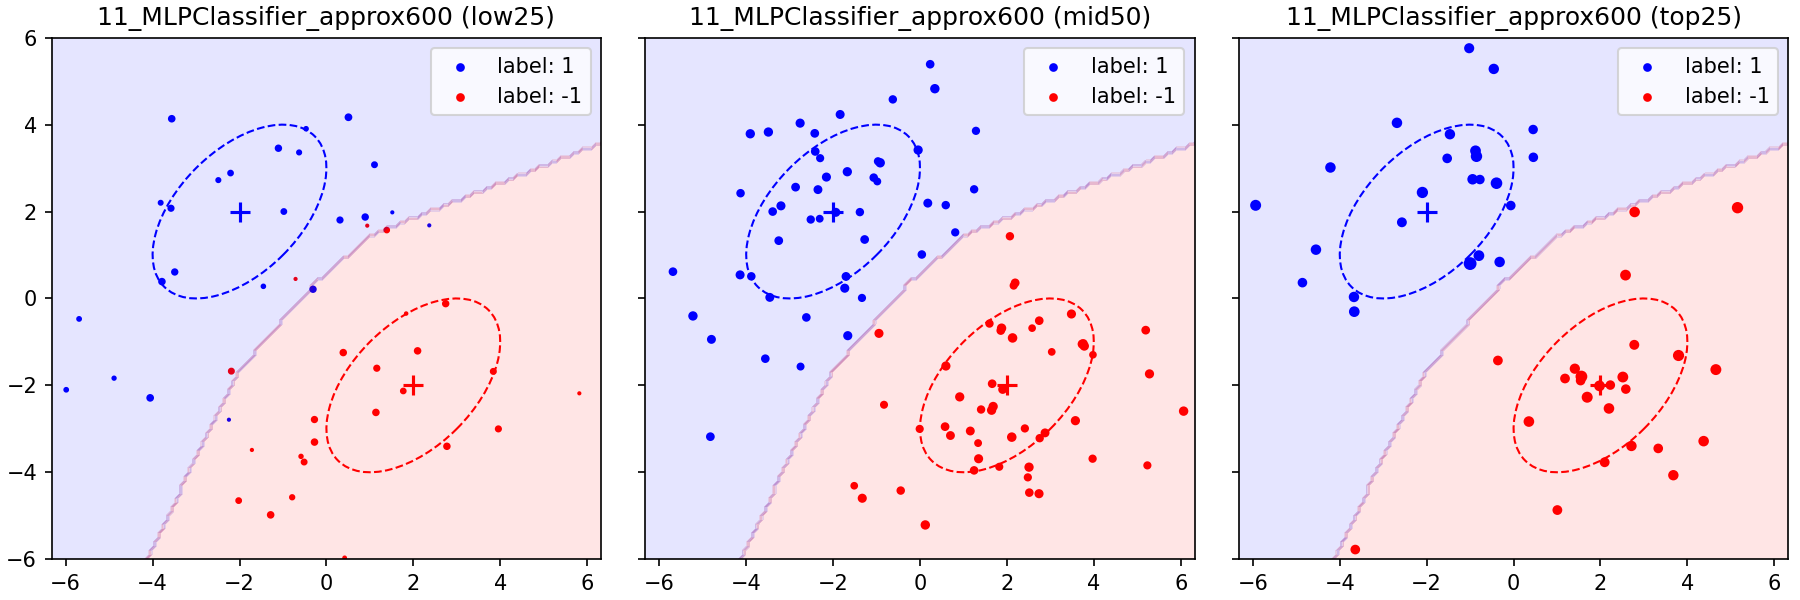 11_MLPClassifier_approx600 (low25)
label: 1
label: -1
6
4
2
0
−2
−4
−6
−6 −4 −2 0 2 4 6
11_MLPClassifier_approx600 (mid50)
label: 1
label: -1
−6 −4 −2 0 2 4 6
11_MLPClassifier_approx600 (top25)
label: 1
label: -1
−6 −4 −2 0 2 4 6